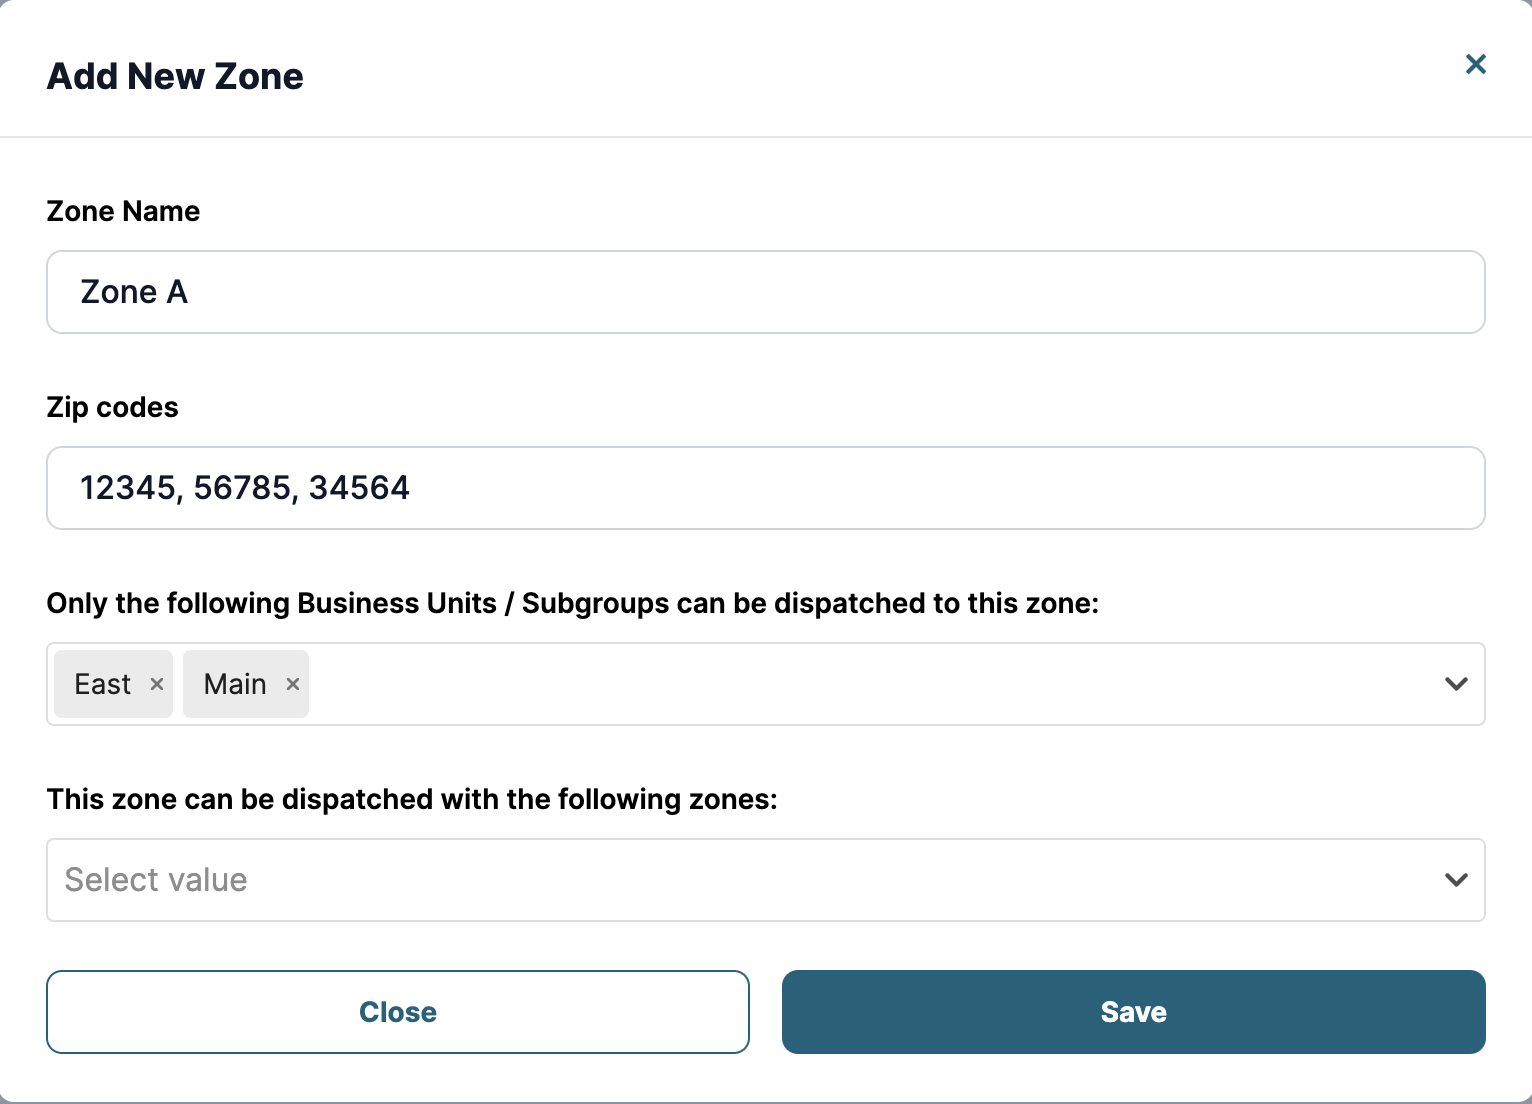 Add New Zone
Zone Name
Zone A
Zip codes
12345, 56785, 34564
Only the following Business Units / Subgroups can be dispatched to this zone:
East × Main ×
This zone can be dispatched with the following zones:
Select value
Close Save